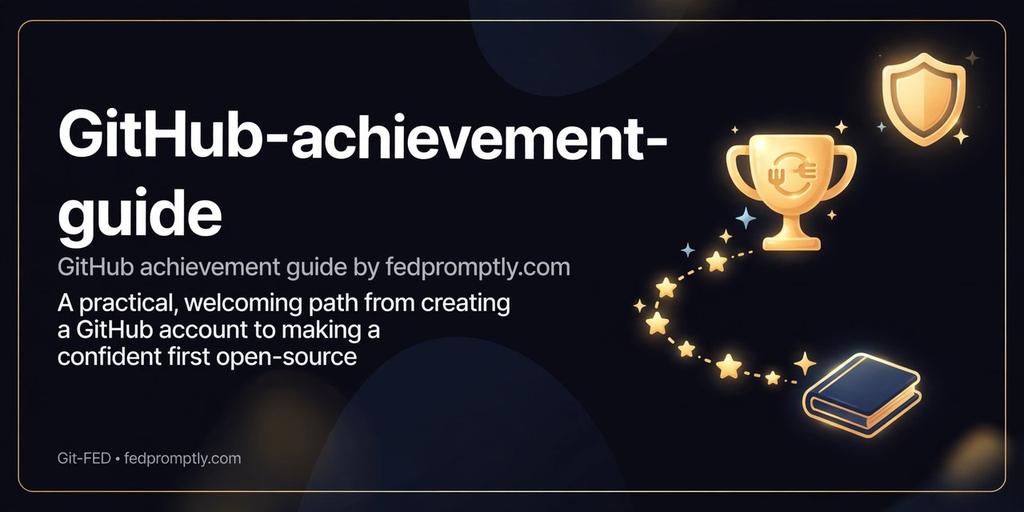 GitHub-achievement-
guide
GitHub achievement guide by fedpromptly.com
A practical, welcoming path from creating
a GitHub account to making a
confident first open-source
Git-FED • fedpromptly.com